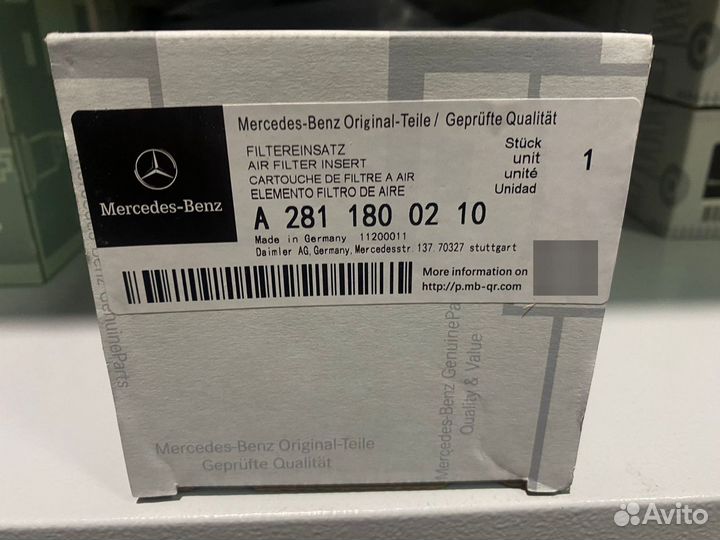 Mercedes-Benz Original-Teile / Geprüfte Qualität
FILTEREINSATZ
AIR FILTER INSERT
CARTOUCHE DE FILTRE A AIR
ELEMENTO FILTRO DE AIRE
Stück
unit
unité
Unidad
1
Mercedes-Benz
A 281 180 02 10
Made in Germany 11200011
Daimler AG, Germany, Mercedesstr. 137 70327 stuttgart
More information on
http://p.mb-qr.com
Mercedes-Benz GenuineParts
Quality & Value
Mercedes-Benz Original-Teile
Geprüfte Qualität
Avito